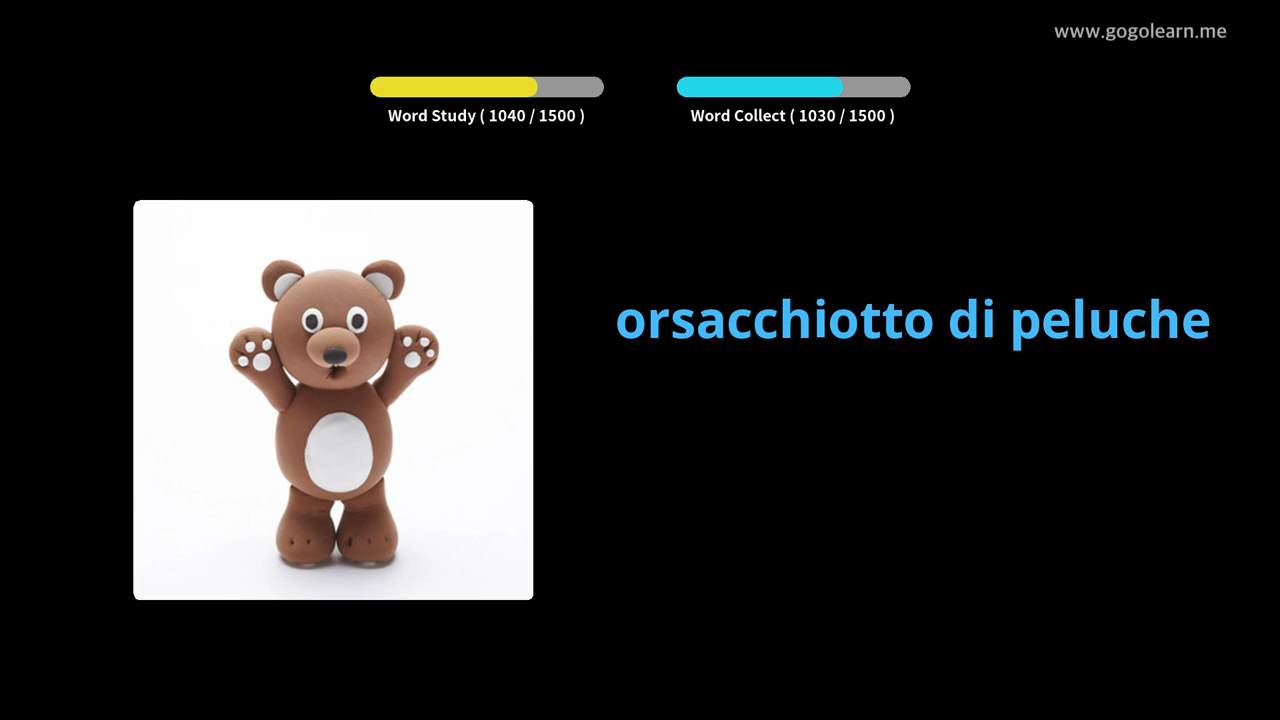 www.gogolearn.me
Word Study ( 1040 / 1500 )
Word Collect ( 1030 / 1500 )
orsacchiotto di peluche